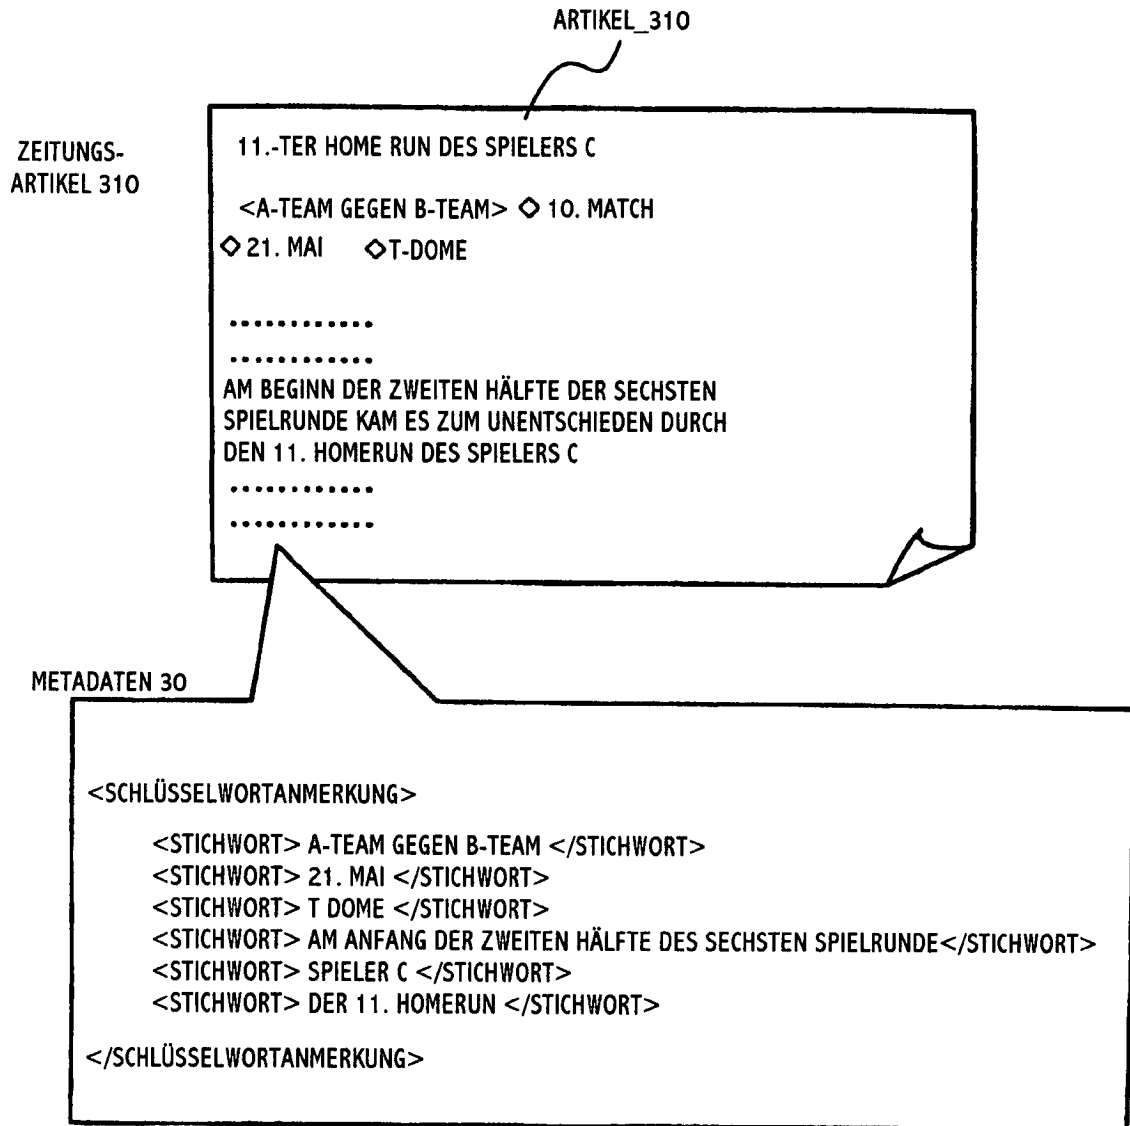 ARTIKEL_310
ZEITUNGS-
ARTIKEL 310
11.-TER HOME RUN DES SPIELERS C
<A-TEAM GEGEN B-TEAM> ◇ 10. MATCH
◇ 21. MAI ◇T-DOME
............
............
AM BEGINN DER ZWEITEN HÄLFTE DER SECHSTEN
SPIELRUNDE KAM ES ZUM UNENTSCHIEDEN DURCH
DEN 11. HOMERUN DES SPIELERS C
............
............
METADATEN 30
<SCHLÜSSELWORTANMERKUNG>
<STICHWORT> A-TEAM GEGEN B-TEAM </STICHWORT>
<STICHWORT> 21. MAI </STICHWORT>
<STICHWORT> T DOME </STICHWORT>
<STICHWORT> AM ANFANG DER ZWEITEN HÄLFTE DES SECHSTEN SPIELRUNDE</STICHWORT>
<STICHWORT> SPIELER C </STICHWORT>
<STICHWORT> DER 11. HOMERUN </STICHWORT>
</SCHLÜSSELWORTANMERKUNG>